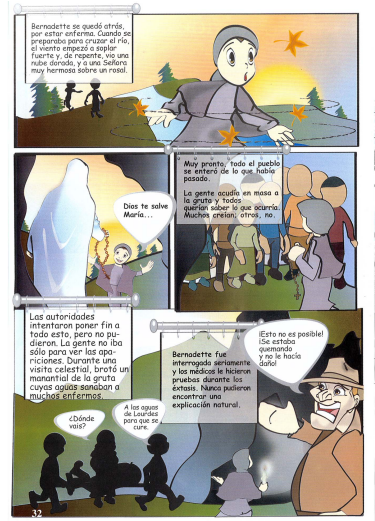 Bernadette se quedó atrás,
por estar enferma. Cuando se
preparaba para cruzar el río,
el viento empezó a soplar
fuerte y, de repente, vio una
nube dorada, y a una Señora
muy hermosa sobre un rosal.
Dios te salve
María...
Muy pronto, todo el pueblo
se enteró de lo que había
pasado.
La gente acudía en masa a
la gruta y todos
querían saber lo que ocurría.
Muchos creían; otros, no.
Las autoridades
intentaron poner fin a
todo esto, pero no pu-
dieron. La gente no iba
sólo para ver las apa-
riciones. Durante una
visita celestial, brotó un
manantial de la gruta
cuyas aguas sanaban a
muchos enfermos.
¿Dónde
vais?
A las aguas
de Lourdes
para que se
cure.
Bernadette fue
interrogada seriamente
y los médicos le hicieron
pruebas durante los
éxtasis. Nunca pudieron
encontrar una
explicación natural.
¡Esto no es posible!
¡Se estaba
quemando
y no le hacía
daño!
32